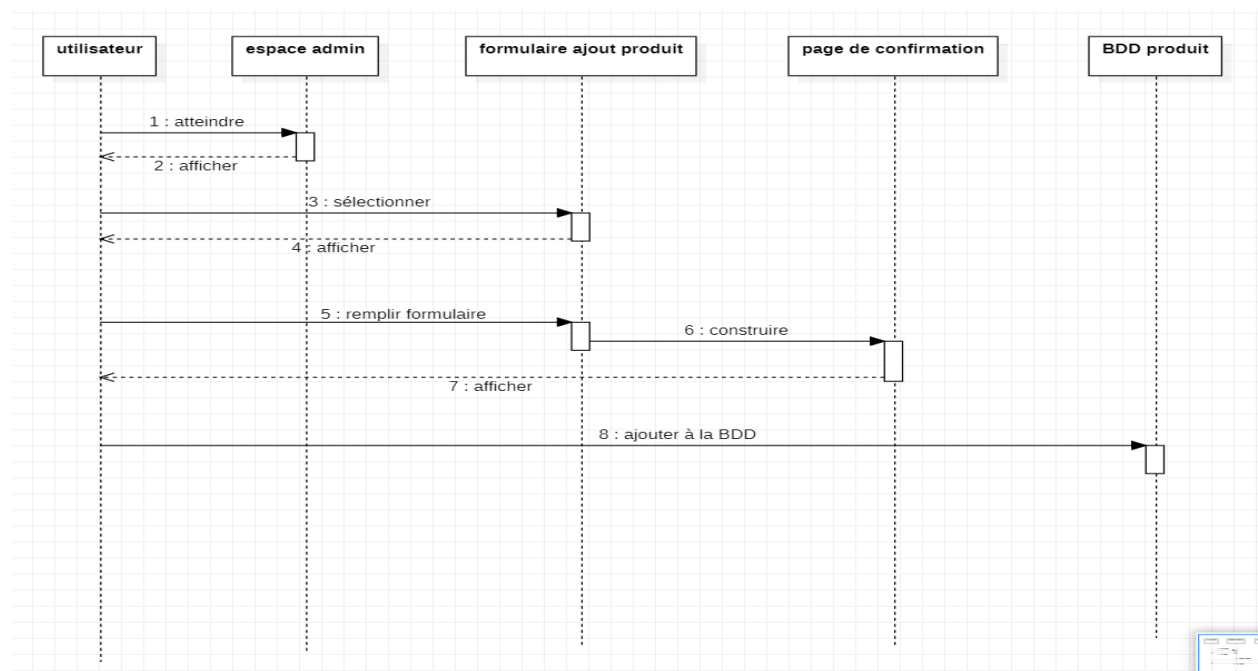 utilisateur
espace admin
formulaire ajout produit
page de confirmation
BDD produit
1 : atteindre
2 : afficher
3 : sélectionner
4 : afficher
5 : remplir formulaire
6 : construire
7 : afficher
8 : ajouter à la BDD